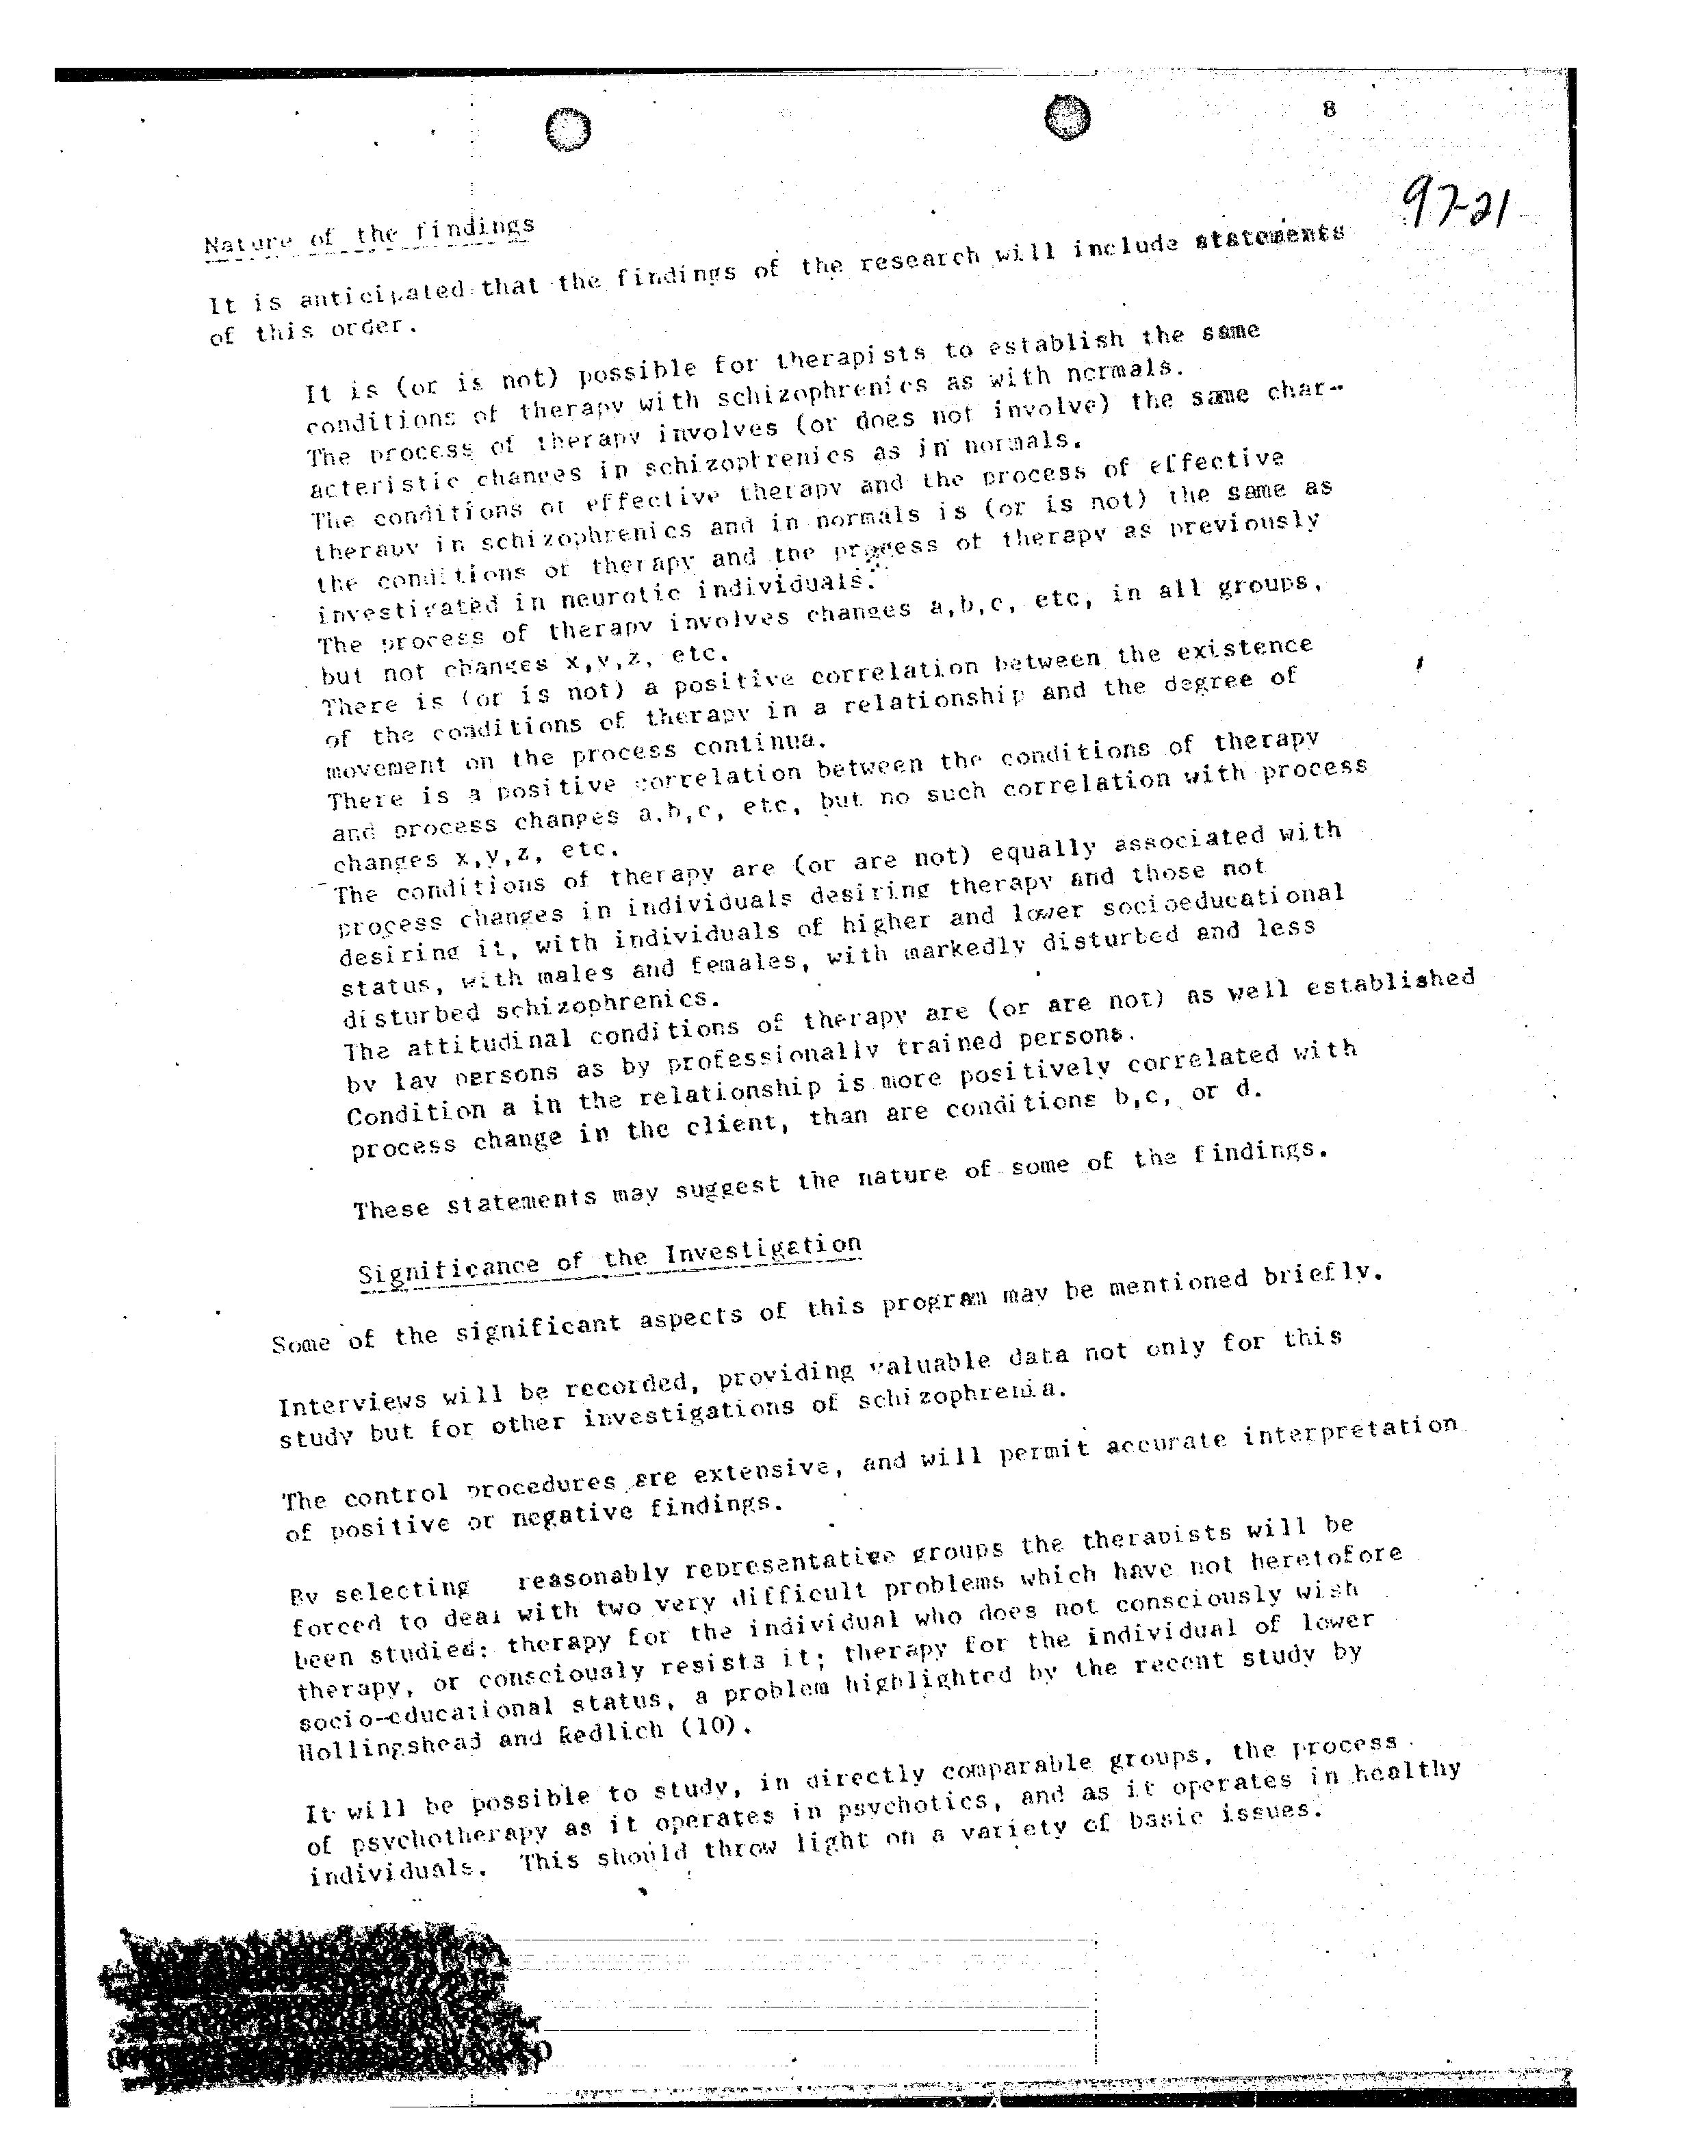 8
97-21
Nature of the findings
It is anticipated that the findings of the research will include statements
of this order.
It is (or is not) possible for therapists to establish the same
conditions of therapy with schizophrenics as with normals.
The process of therapy involves (or does not involve) the same char-
acteristic changes in schizophrenics as in normals.
The conditions of effective therapy and the process of effective
therapy in schizophrenics and in normals is (or is not) the same as
the conditions of therapy and the process of therapy as previously
investigated in neurotic individuals.
The process of therapy involves changes a,b,c, etc, in all groups,
but not changes x,y,z, etc.
There is (or is not) a positive correlation between the existence
of the conditions of therapy in a relationship and the degree of
movement on the process continua.
There is a positive correlation between the conditions of therapy
and process changes a,b,c, etc, but no such correlation with process
changes x,y,z, etc.
The conditions of therapy are (or are not) equally associated with
process changes in individuals desiring therapy and those not
desiring it, with individuals of higher and lower socioeducational
status, with males and females, with markedly disturbed and less
disturbed schizophrenics.
The attitudinal conditions of therapy are (or are not) as well established
by lay persons as by professionally trained persons.
Condition a in the relationship is more positively correlated with
process change in the client, than are conditions b,c, or d.
These statements may suggest the nature of some of the findings.
Significance of the Investigation
Some of the significant aspects of this program may be mentioned briefly.
Interviews will be recorded, providing valuable data not only for this
study but for other investigations of schizophrenia.
The control procedures are extensive, and will permit accurate interpretation
of positive or negative findings.
By selecting reasonably representative groups the therapists will be
forced to deal with two very difficult problems which have not heretofore
been studied: therapy for the individual who does not consciously wish
therapy, or consciously resists it; therapy for the individual of lower
socio-educational status, a problem highlighted by the recent study by
Hollingshead and Redlich (10).
It will be possible to study, in directly comparable groups, the process
of psychotherapy as it operates in psychotics, and as it operates in healthy
individuals. This should throw light on a variety of basic issues.